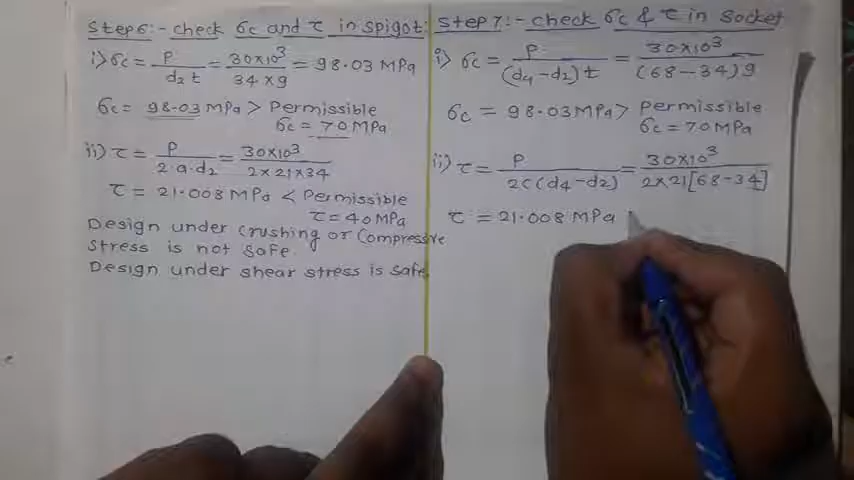 Step 6:- check σc and τ in spigot:
i) σc = P / d₂ t = 30×10³ / 34×9 = 98.03 MPa
σc = 98.03 MPa > Permissible
σc = 70 MPa
ii) τ = P / 2·a·d₂ = 30×10³ / 2×21×34
τ = 21.008 MPa < Permissible
τ = 40 MPa
Design under crushing or Compressive
stress is not safe.
Design under shear stress is safe.
Step 7:- check σc & τ in Socket
i) σc = P / (d₄-d₂) t = 30×10³ / (68-34) 9
σc = 98.03 MPa > Permissible
σc = 70 MPa
ii) τ = P / 2c (d₄-d₂) = 30×10³ / 2×21[68-34]
τ = 21.008 MPa